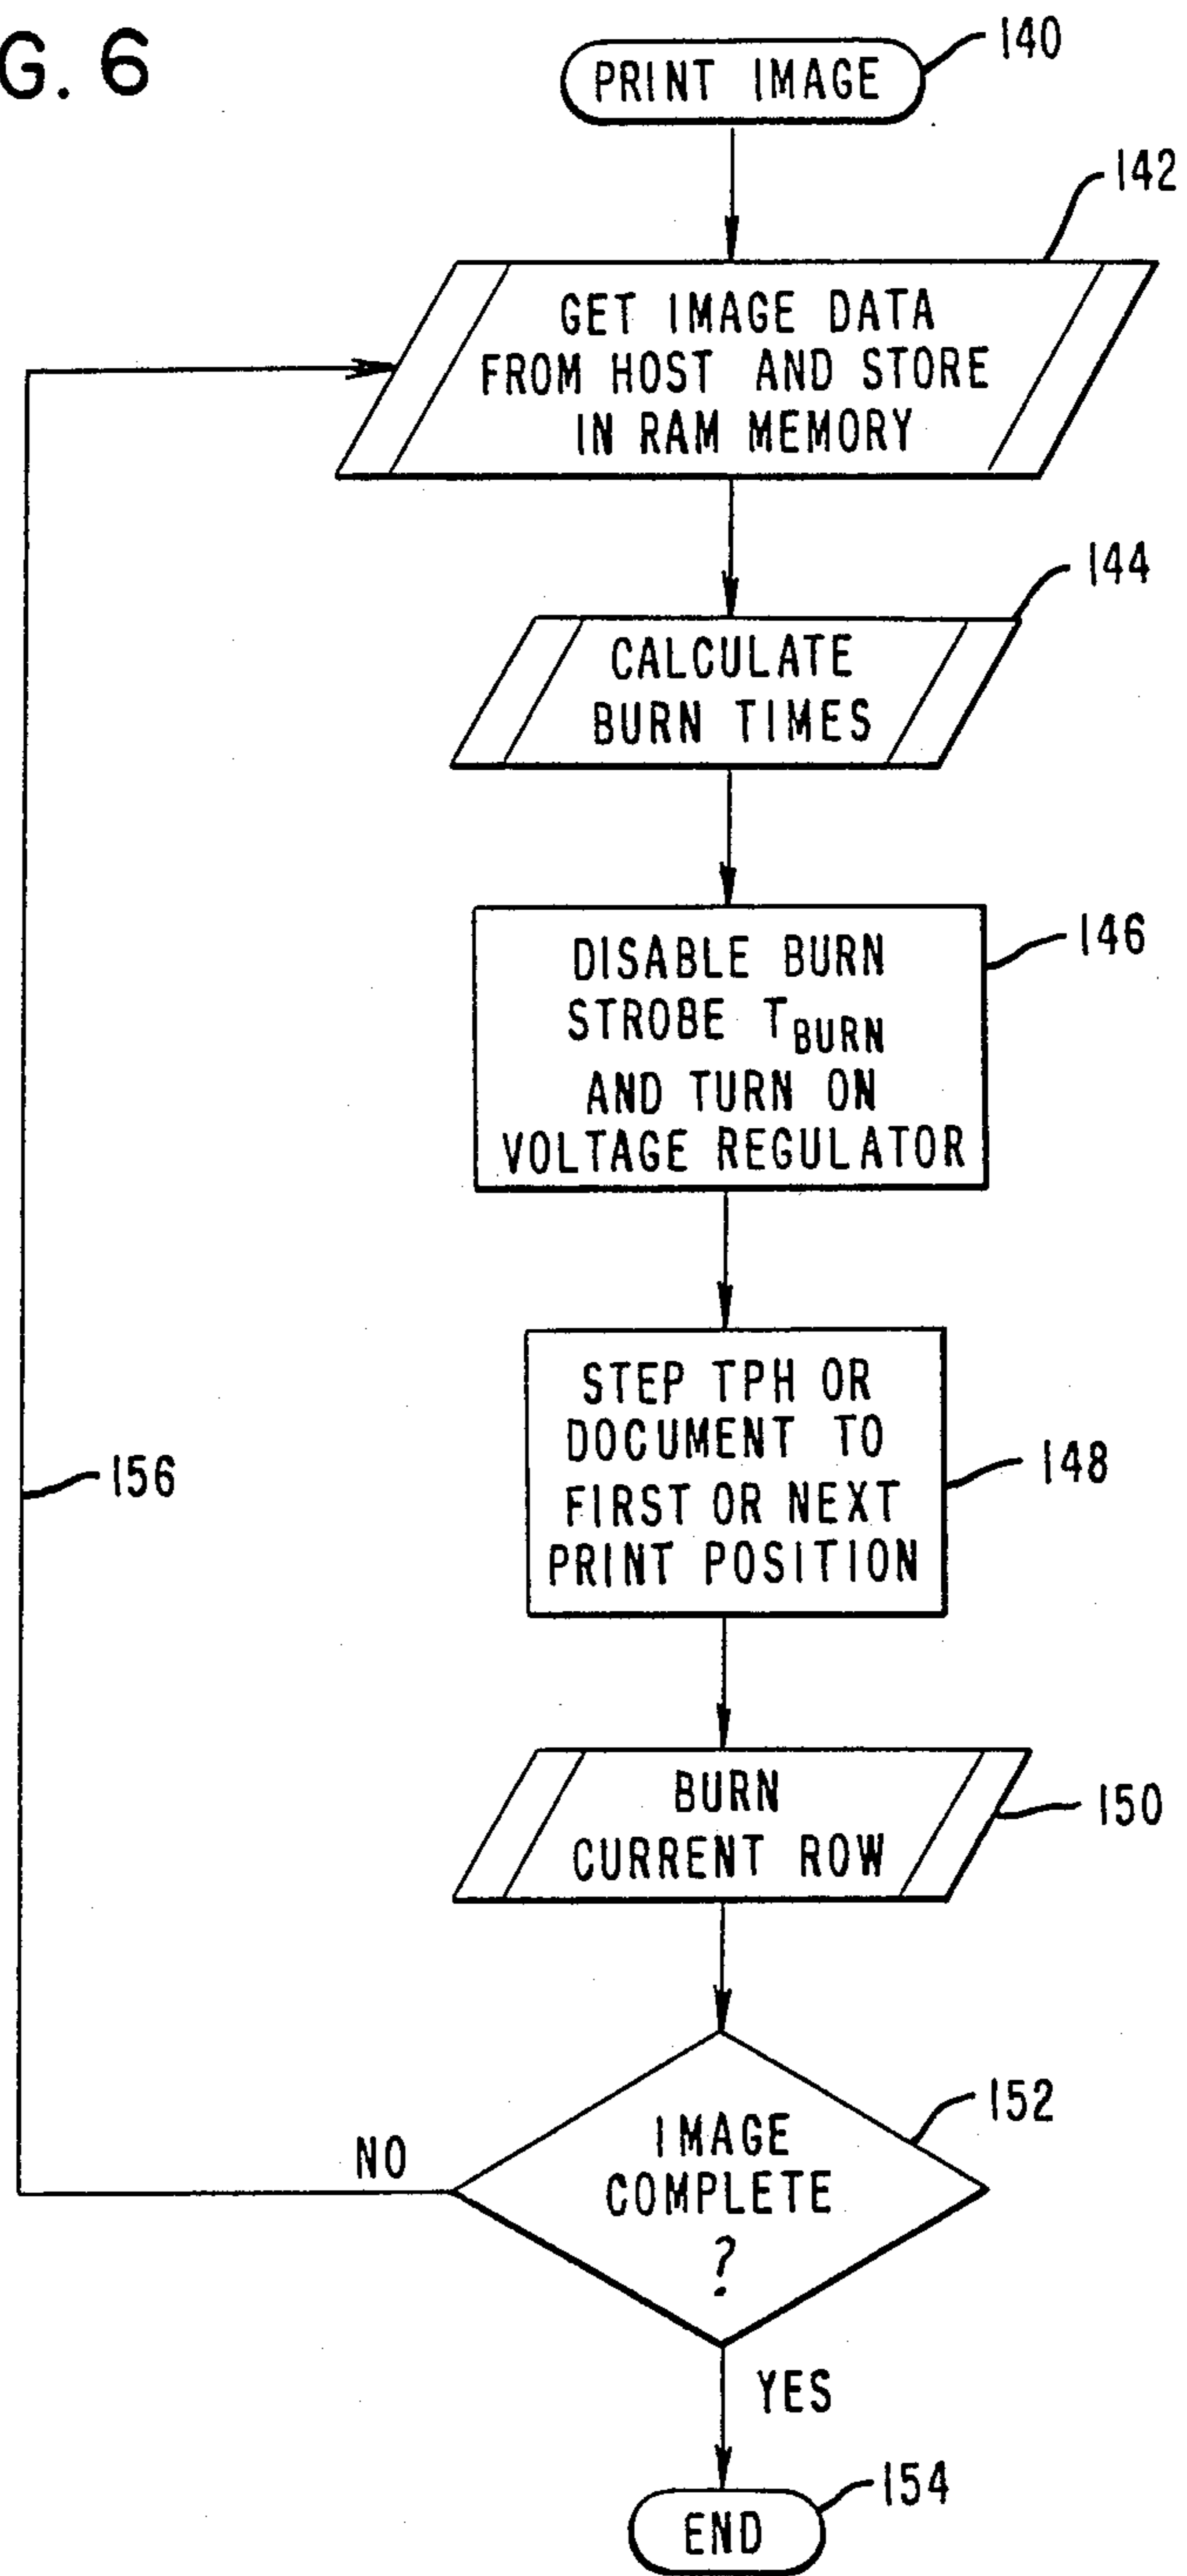 G. 6
PRINT IMAGE
140
142
GET IMAGE DATA
FROM HOST AND STORE
IN RAM MEMORY
144
CALCULATE
BURN TIMES
146
DISABLE BURN
STROBE TBURN
AND TURN ON
VOLTAGE REGULATOR
148
STEP TPH OR
DOCUMENT TO
FIRST OR NEXT
PRINT POSITION
156
150
BURN
CURRENT ROW
152
IMAGE
COMPLETE
?
NO
YES
154
END